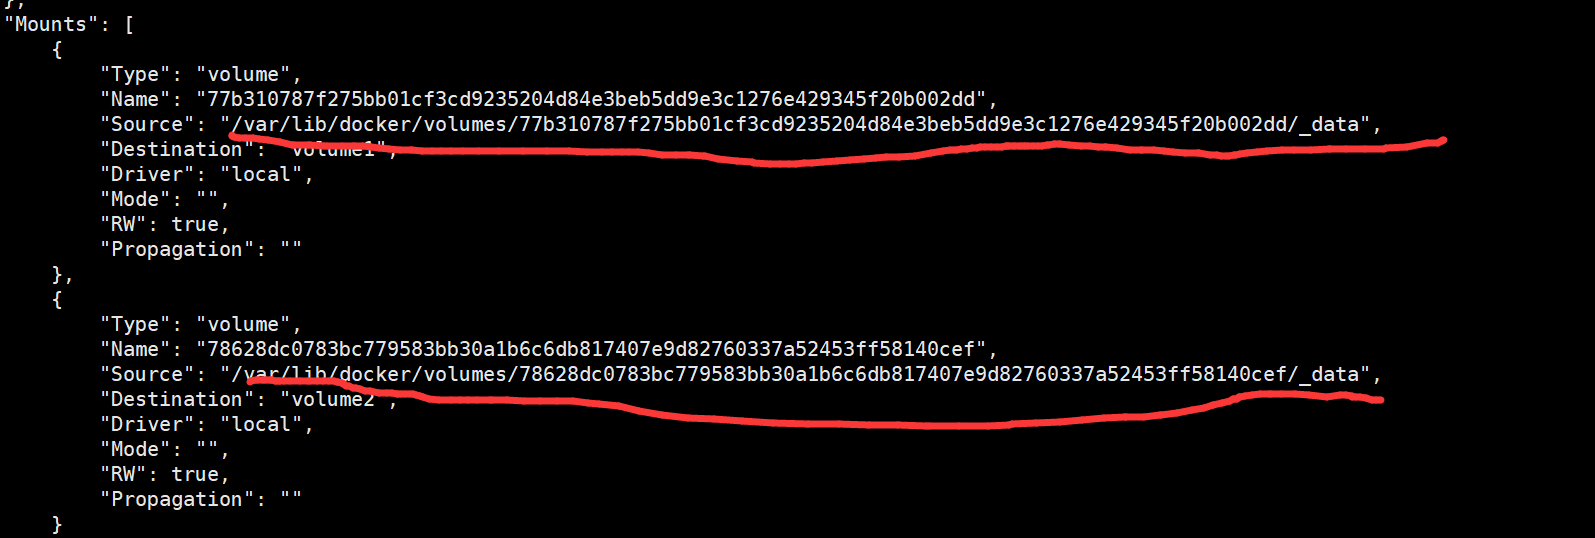 },
"Mounts": [
{
"Type": "volume",
"Name": "77b310787f275bb01cf3cd9235204d84e3beb5dd9e3c1276e429345f20b002dd",
"Source": "/var/lib/docker/volumes/77b310787f275bb01cf3cd9235204d84e3beb5dd9e3c1276e429345f20b002dd/_data",
"Destination": "volume1",
"Driver": "local",
"Mode": "",
"RW": true,
"Propagation": ""
},
{
"Type": "volume",
"Name": "78628dc0783bc779583bb30a1b6c6db817407e9d82760337a52453ff58140cef",
"Source": "/var/lib/docker/volumes/78628dc0783bc779583bb30a1b6c6db817407e9d82760337a52453ff58140cef/_data",
"Destination": "volume2",
"Driver": "local",
"Mode": "",
"RW": true,
"Propagation": ""
}